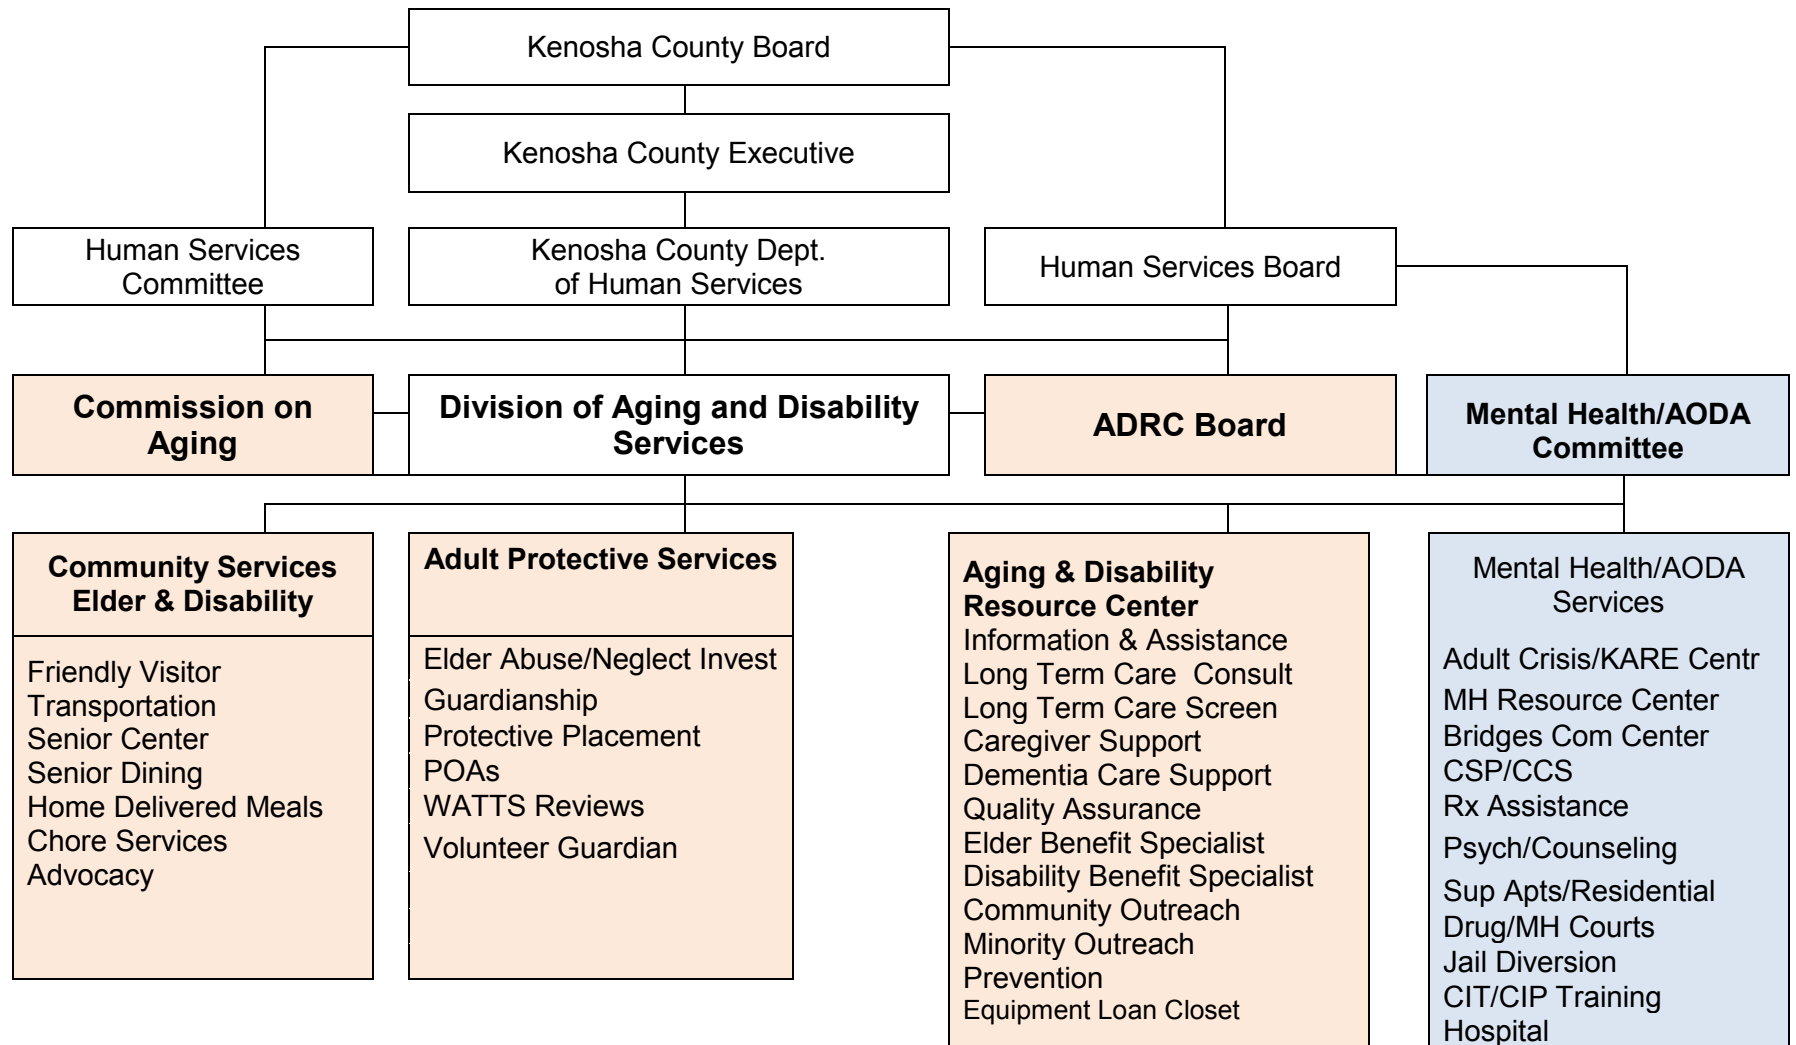 Kenosha County Board
Kenosha County Executive
Human Services
Committee
Kenosha County Dept.
of Human Services
Human Services Board
Commission on
Aging
Division of Aging and Disability
Services
ADRC Board
Mental Health/AODA
Committee
Community Services
Elder & Disability
Friendly Visitor
Transportation
Senior Center
Senior Dining
Home Delivered Meals
Chore Services
Advocacy
Adult Protective Services
Elder Abuse/Neglect Invest
Guardianship
Protective Placement
POAs
WATTS Reviews
Volunteer Guardian
Aging & Disability
Resource Center
Information & Assistance
Long Term Care  Consult
Long Term Care Screen
Caregiver Support
Dementia Care Support
Quality Assurance
Elder Benefit Specialist
Disability Benefit Specialist
Community Outreach
Minority Outreach
Prevention
Equipment Loan Closet
Mental Health/AODA
Services
Adult Crisis/KARE Centr
MH Resource Center
Bridges Com Center
CSP/CCS
Rx Assistance
Psych/Counseling
Sup Apts/Residential
Drug/MH Courts
Jail Diversion
CIT/CIP Training
Hospital